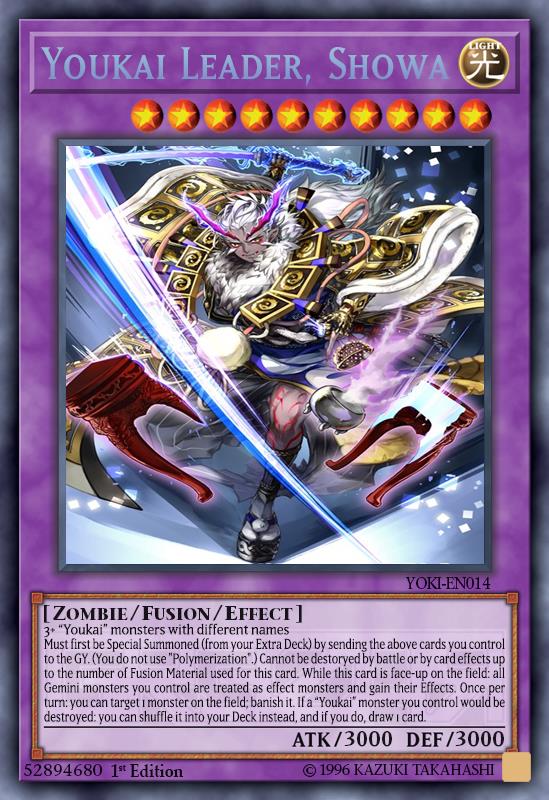 Youkai Leader, Showa
LIGHT
光
YOKI-EN014
[Zombie/Fusion/Effect]
3+ “Youkai” monsters with different names
Must first be Special Summoned (from your Extra Deck) by sending the above cards you control
to the GY. (You do not use "Polymerization".) Cannot be destoryed by battle or by card effects up
to the number of Fusion Material used for this card. While this card is face-up on the field: all
Gemini monsters you control are treated as effect monsters and gain their Effects. Once per
turn: you can target 1 monster on the field; banish it. If a “Youkai” monster you control would be
destroyed: you can shuffle it into your Deck instead, and if you do, draw 1 card.
ATK/3000 DEF/3000
52894680 1st Edition © 1996 KAZUKI TAKAHASHI